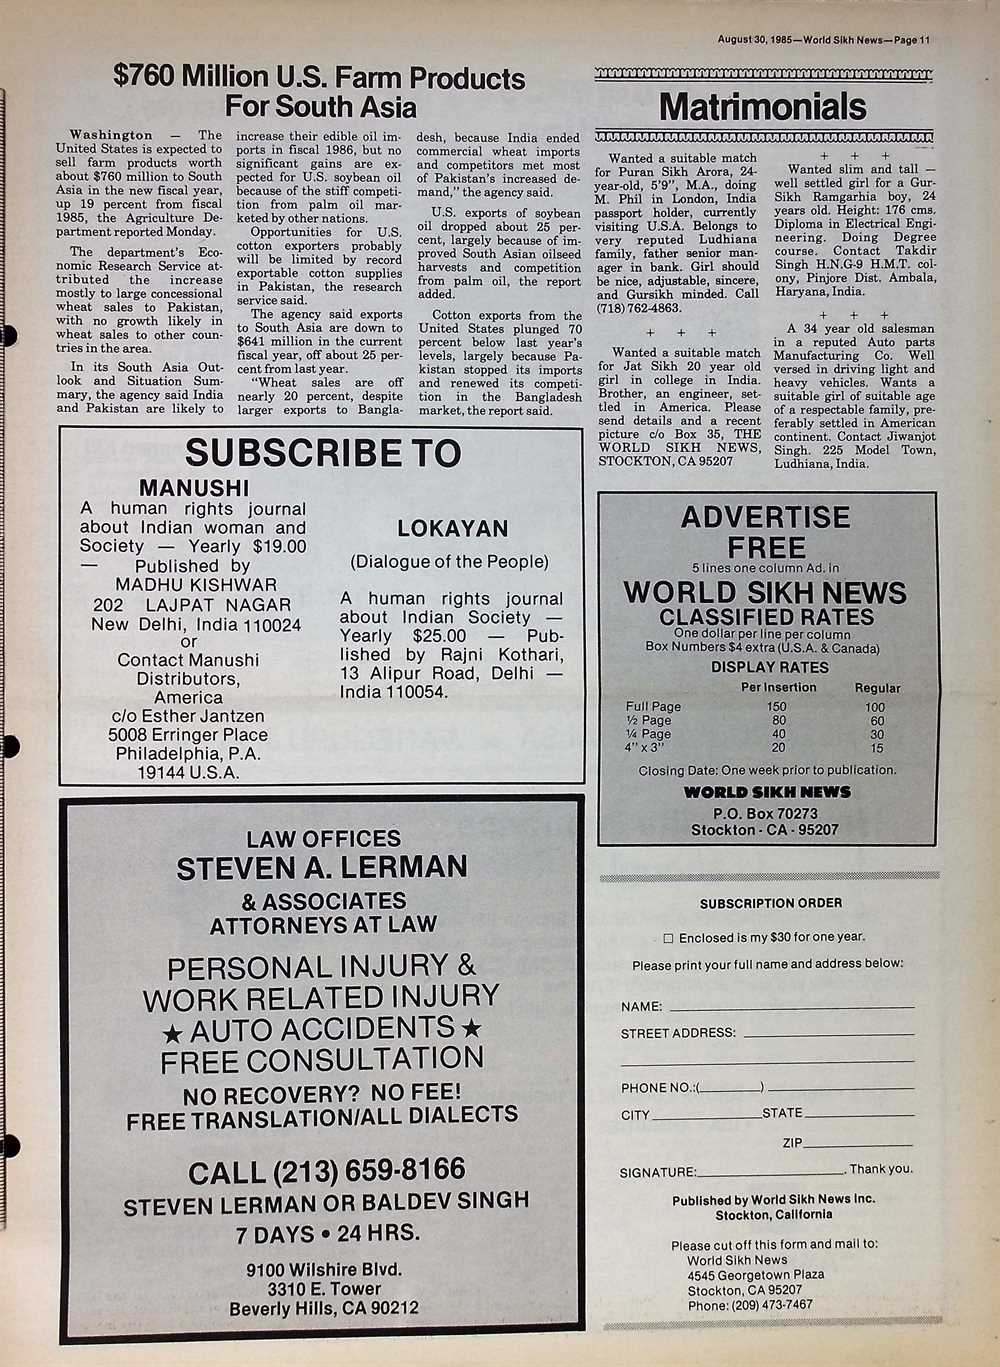 August 30, 1985—World Sikh News—Page 11
$760 Million U.S. Farm Products
For South Asia
Washington — The
United States is expected to
sell farm products worth
about $760 million to South
Asia in the new fiscal year,
up 19 percent from fiscal
1985, the Agriculture De-
partment reported Monday.
The department's Eco-
nomic Research Service at-
tributed the increase
mostly to large concessional
wheat sales to Pakistan,
with no growth likely in
wheat sales to other coun-
tries in the area.
In its South Asia Out-
look and Situation Sum-
mary, the agency said India
and Pakistan are likely to
increase their edible oil im-
ports in fiscal 1986, but no
significant gains are ex-
pected for U.S. soybean oil
because of the stiff competi-
tion from palm oil mar-
keted by other nations.
Opportunities for U.S.
cotton exporters probably
will be limited by record
exportable cotton supplies
in Pakistan, the research
service said.
The agency said exports
to South Asia are down to
$641 million in the current
fiscal year, off about 25 per-
cent from last year.
"Wheat sales are off
nearly 20 percent, despite
larger exports to Bangla-
desh, because India ended
commercial wheat imports
and competitors met most
of Pakistan's increased de-
mand," the agency said.
U.S. exports of soybean
oil dropped about 25 per-
cent, largely because of im-
proved South Asian oilseed
harvests and competition
from palm oil, the report
added.
Cotton exports from the
United States plunged 70
percent below last year's
levels, largely because Pa-
kistan stopped its imports
and renewed its competi-
tion in the Bangladesh
market, the report said.
Matrimonials
Wanted a suitable match
for Puran Sikh Arora, 24-
year-old, 5'9", M.A., doing
M. Phil in London, India
passport holder, currently
visiting U.S.A. Belongs to
very reputed Ludhiana
family, father senior man-
ager in bank. Girl should
be nice, adjustable, sincere,
and Gursikh minded. Call
(718) 762-4863.
+ + +
Wanted a suitable match
for Jat Sikh 20 year old
girl in college in India.
Brother, an engineer, set-
tled in America. Please
send details and a recent
picture c/o Box 35, THE
WORLD SIKH NEWS,
STOCKTON, CA 95207
+ + +
Wanted slim and tall —
well settled girl for a Gur-
Sikh Ramgarhia boy, 24
years old. Height: 176 cms.
Diploma in Electrical Engi-
neering. Doing Degree
course. Contact Takdir
Singh H.N.G-9 H.M.T. col-
ony, Pinjore Dist. Ambala,
Haryana, India.
+ + +
A 34 year old salesman
in a reputed Auto parts
Manufacturing Co. Well
versed in driving light and
heavy vehicles. Wants a
suitable girl of suitable age
of a respectable family, pre-
ferably settled in American
continent. Contact Jiwanjot
Singh. 225 Model Town,
Ludhiana, India.
SUBSCRIBE TO
MANUSHI
A human rights journal
about Indian woman and
Society — Yearly $19.00
— Published by
MADHU KISHWAR
202 LAJPAT NAGAR
New Delhi, India 110024
or
Contact Manushi
Distributors,
America
c/o Esther Jantzen
5008 Erringer Place
Philadelphia, P.A.
19144 U.S.A.
LOKAYAN
(Dialogue of the People)
A human rights journal
about Indian Society —
Yearly $25.00 — Pub-
lished by Rajni Kothari,
13 Alipur Road, Delhi —
India 110054.
ADVERTISE
FREE
5 lines one column Ad. in
WORLD SIKH NEWS
CLASSIFIED RATES
One dollar per line per column
Box Numbers $4 extra (U.S.A. & Canada)
DISPLAY RATES
Per Insertion Regular
Full Page 150 100
½ Page 80 60
¼ Page 40 30
4" x 3" 20 15
Closing Date: One week prior to publication.
WORLD SIKH NEWS
P.O. Box 70273
Stockton - CA - 95207
LAW OFFICES
STEVEN A. LERMAN
& ASSOCIATES
ATTORNEYS AT LAW
PERSONAL INJURY &
WORK RELATED INJURY
★ AUTO ACCIDENTS ★
FREE CONSULTATION
NO RECOVERY? NO FEE!
FREE TRANSLATION/ALL DIALECTS
CALL (213) 659-8166
STEVEN LERMAN OR BALDEV SINGH
7 DAYS • 24 HRS.
9100 Wilshire Blvd.
3310 E. Tower
Beverly Hills, CA 90212
SUBSCRIPTION ORDER
☐ Enclosed is my $30 for one year.
Please print your full name and address below:
NAME:
STREET ADDRESS:
PHONE NO.:( )
CITY STATE
ZIP
SIGNATURE: . Thank you.
Published by World Sikh News Inc.
Stockton, California
Please cut off this form and mail to:
World Sikh News
4545 Georgetown Plaza
Stockton, CA 95207
Phone: (209) 473-7467